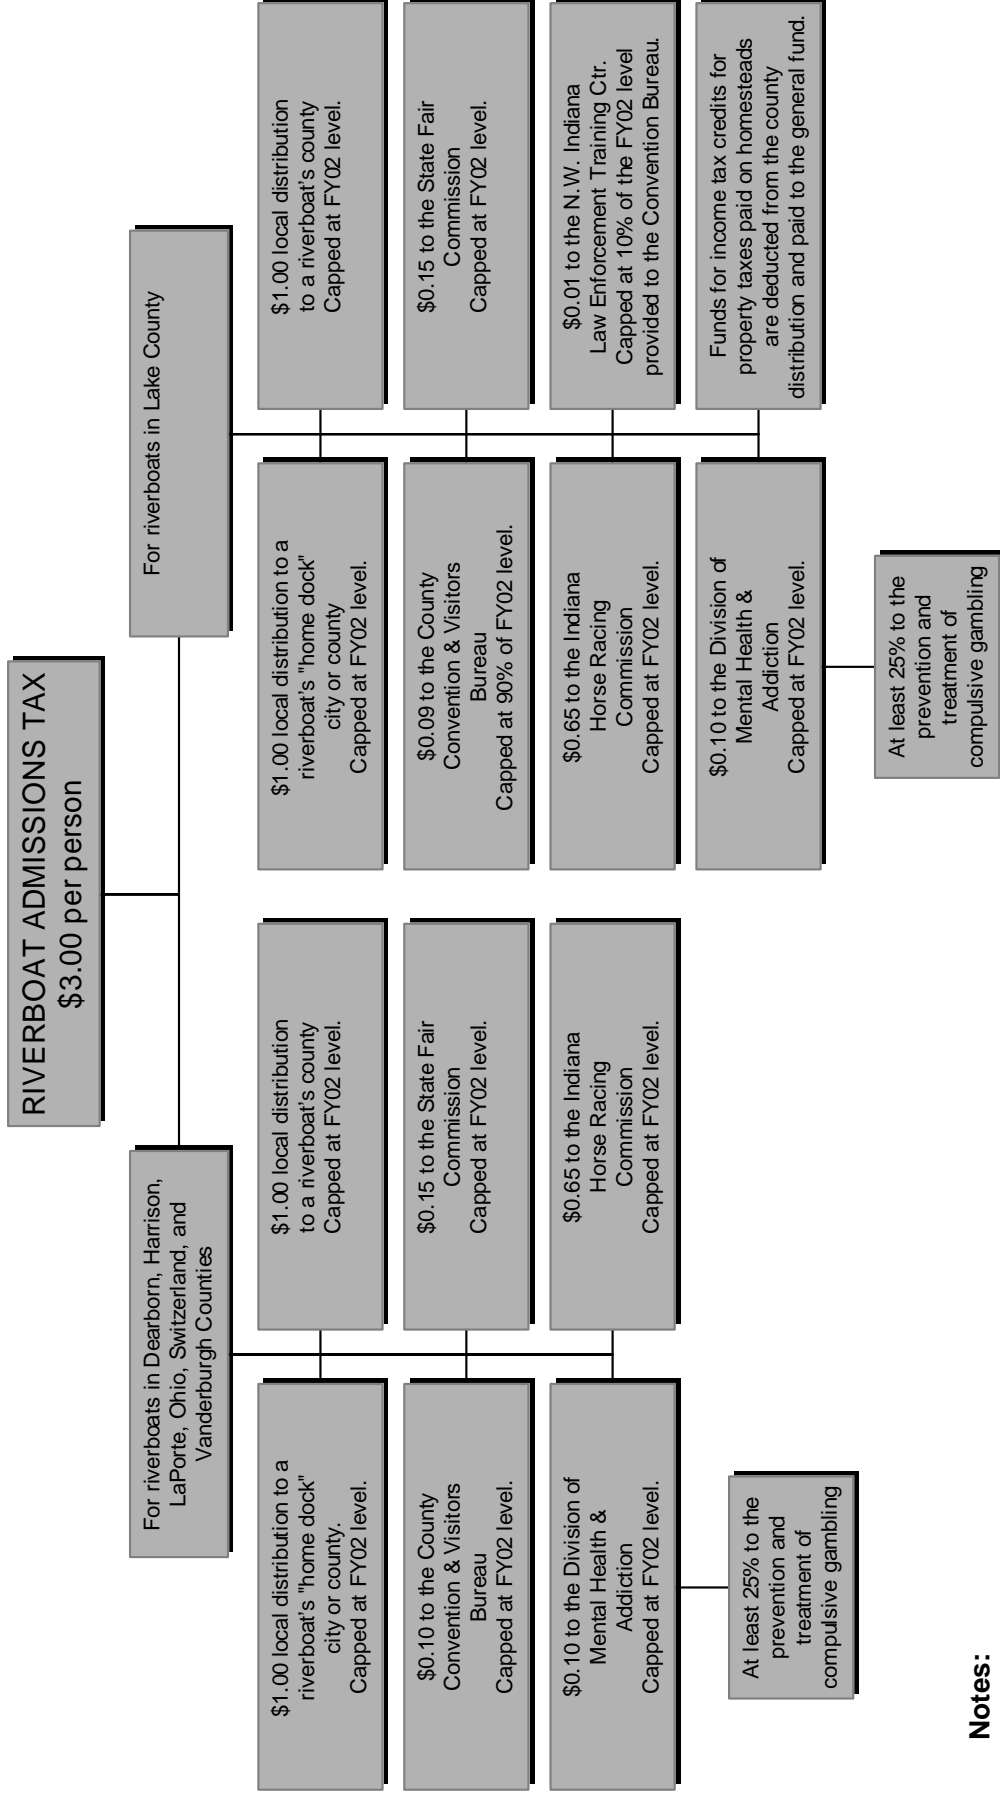 RIVERBOAT ADMISSIONS TAX
$3.00 per person
For riverboats in Dearborn, Harrison,
LaPorte, Ohio, Switzerland, and
Vanderburgh Counties
$1.00 local distribution to a
riverboat's "home dock"
city or county.
Capped at FY02 level.
$1.00 local distribution
to a riverboat's county
Capped at FY02 level.
$0.10 to the County
Convention & Visitors
Bureau
Capped at FY02 level.
$0.15 to the State Fair
Commission
Capped at FY02 level.
$0.10 to the Division of
Mental Health &
Addiction
Capped at FY02 level.
$0.65 to the Indiana
Horse Racing
Commission
Capped at FY02 level.
At least 25% to the
prevention and
treatment of
compulsive gambling
For riverboats in Lake County
$1.00 local distribution to a
riverboat's "home dock"
city or county
Capped at FY02 level.
$1.00 local distribution
to a riverboat's county
Capped at FY02 level.
$0.09 to the County
Convention & Visitors
Bureau
Capped at 90% of FY02 level.
$0.15 to the State Fair
Commission
Capped at FY02 level.
$0.65 to the Indiana
Horse Racing
Commission
Capped at FY02 level.
$0.01 to the N.W. Indiana
Law Enforcement Training Ctr.
Capped at 10% of the FY02 level
provided to the Convention Bureau.
$0.10 to the Division of
Mental Health &
Addiction
Capped at FY02 level.
Funds for income tax credits for
property taxes paid on homesteads
are deducted from the county
distribution and paid to the general fund.
At least 25% to the
prevention and
treatment of
compulsive gambling
Notes: